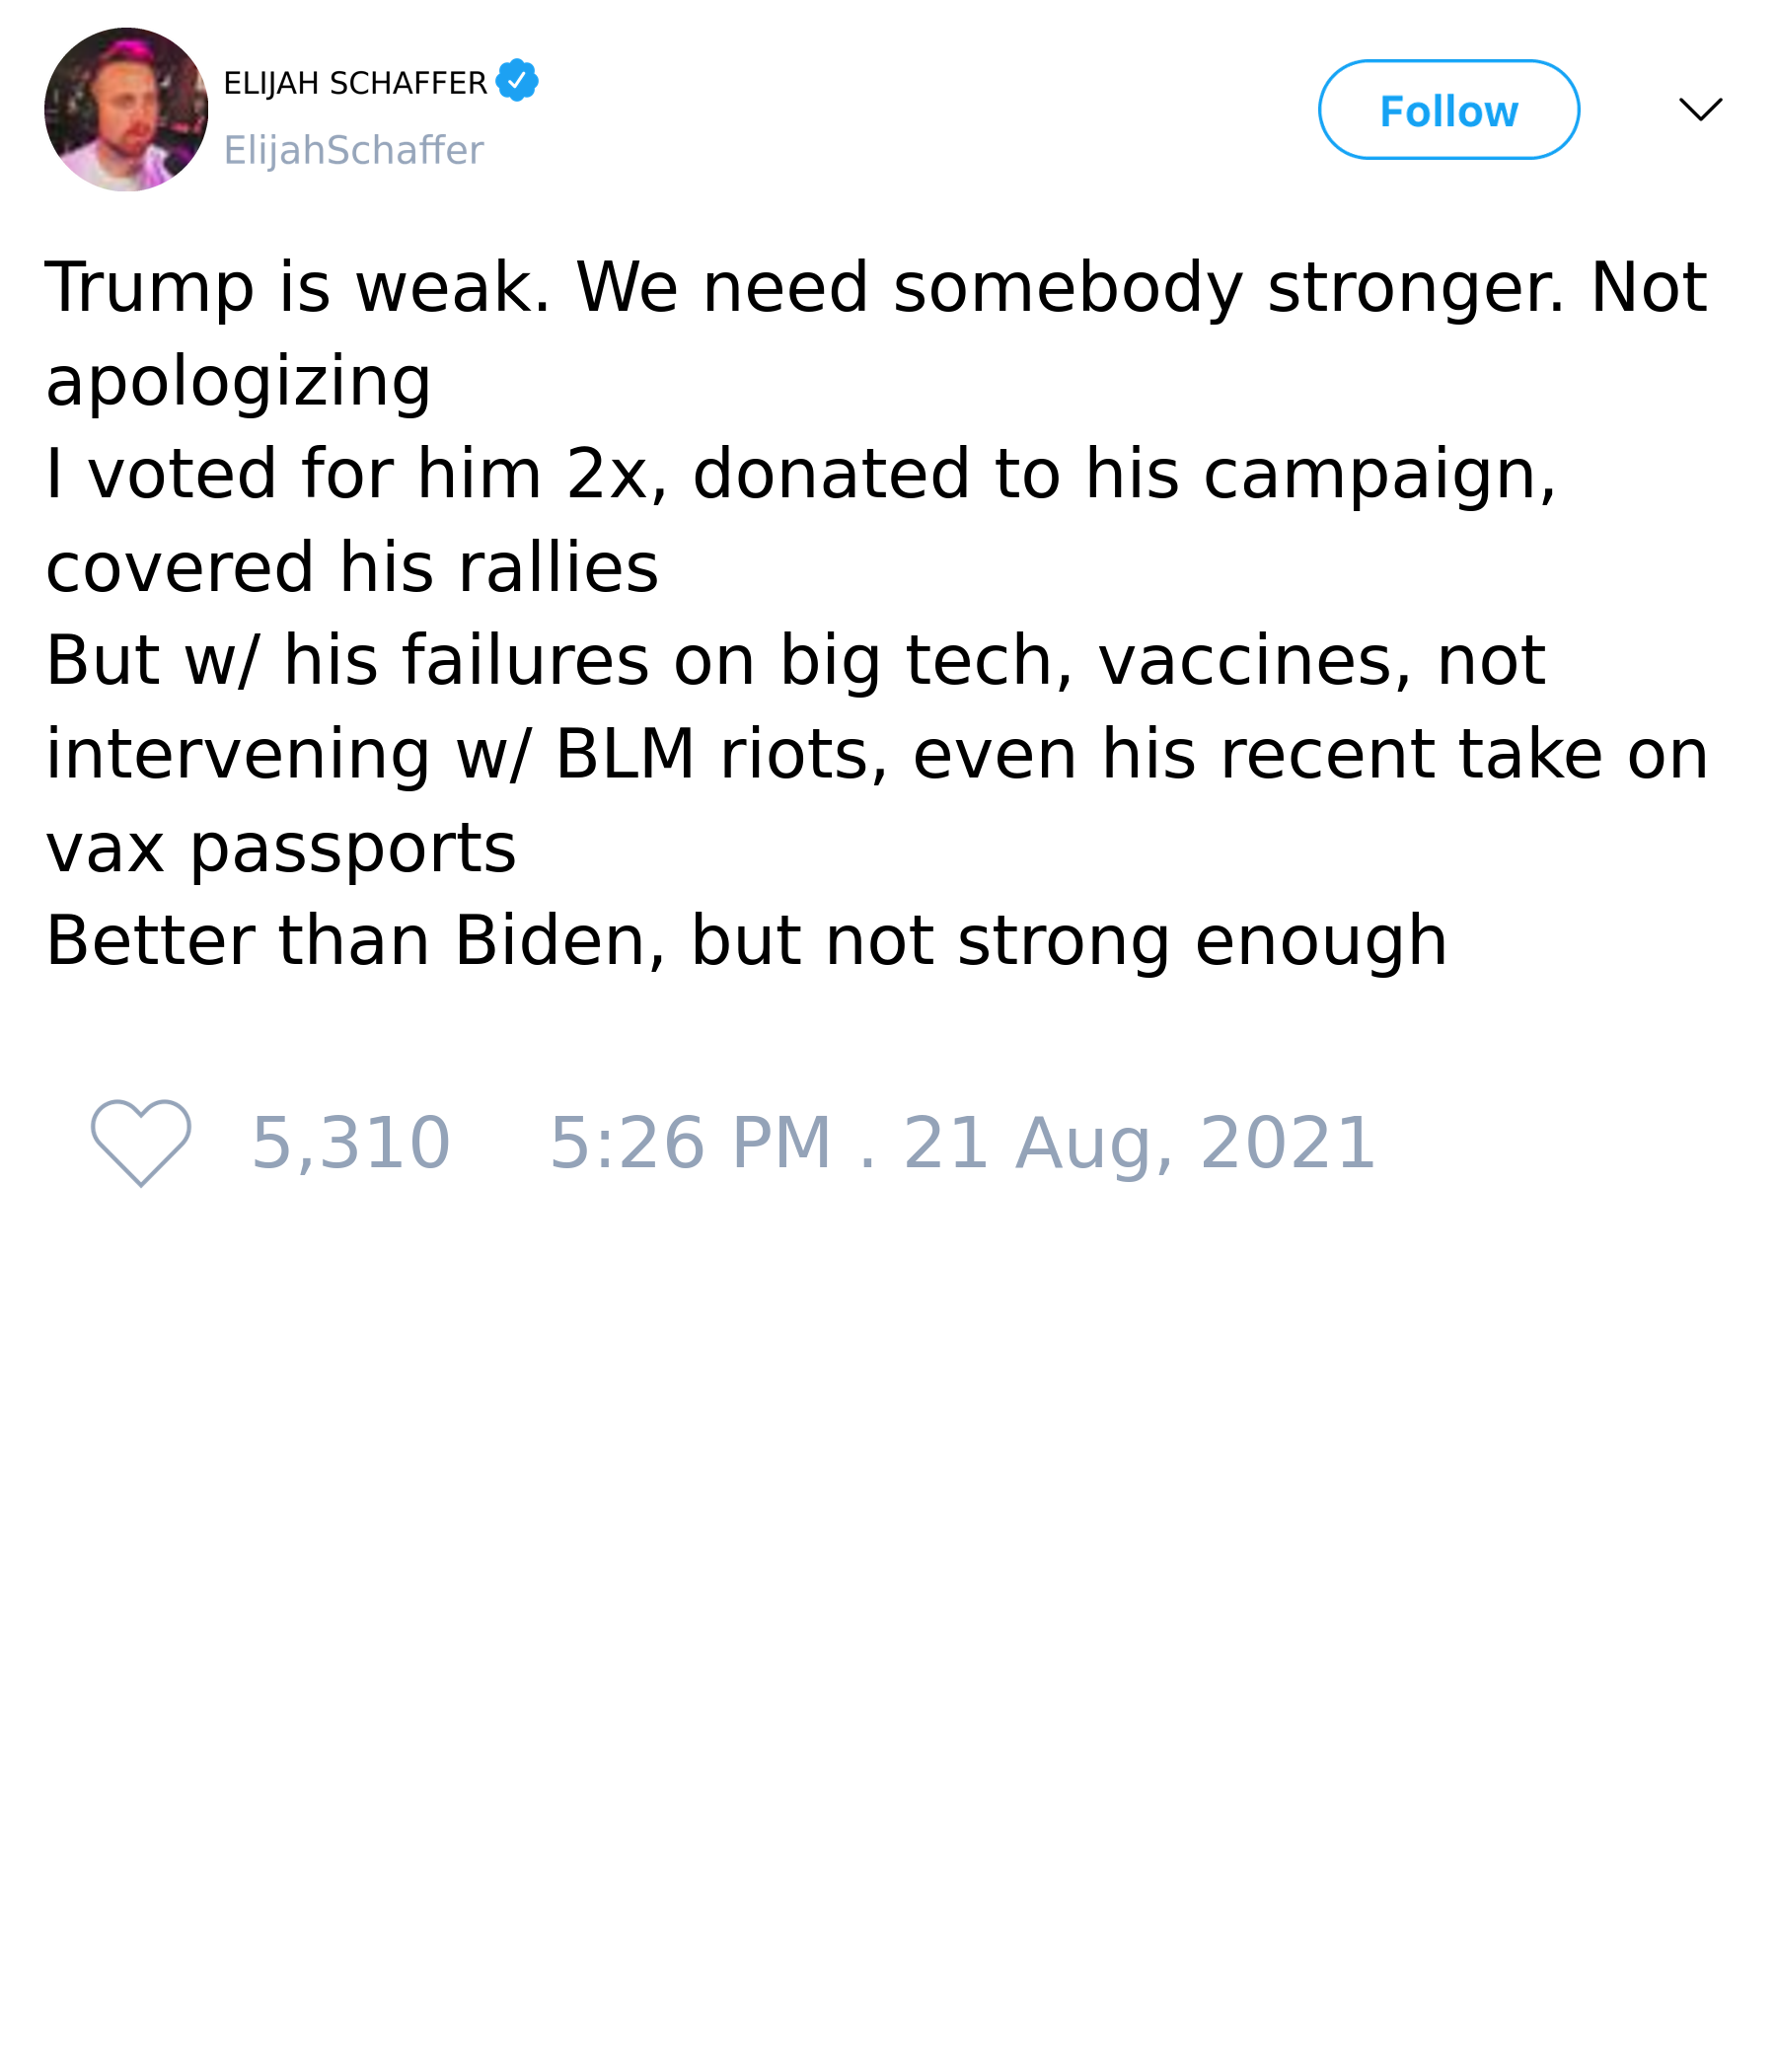 ELIJAH SCHAFFER
ElijahSchaffer
Follow
Trump is weak. We need somebody stronger. Not
apologizing
I voted for him 2x, donated to his campaign,
covered his rallies
But w/ his failures on big tech, vaccines, not
intervening w/ BLM riots, even his recent take on
vax passports
Better than Biden, but not strong enough
5,310 5:26 PM . 21 Aug, 2021